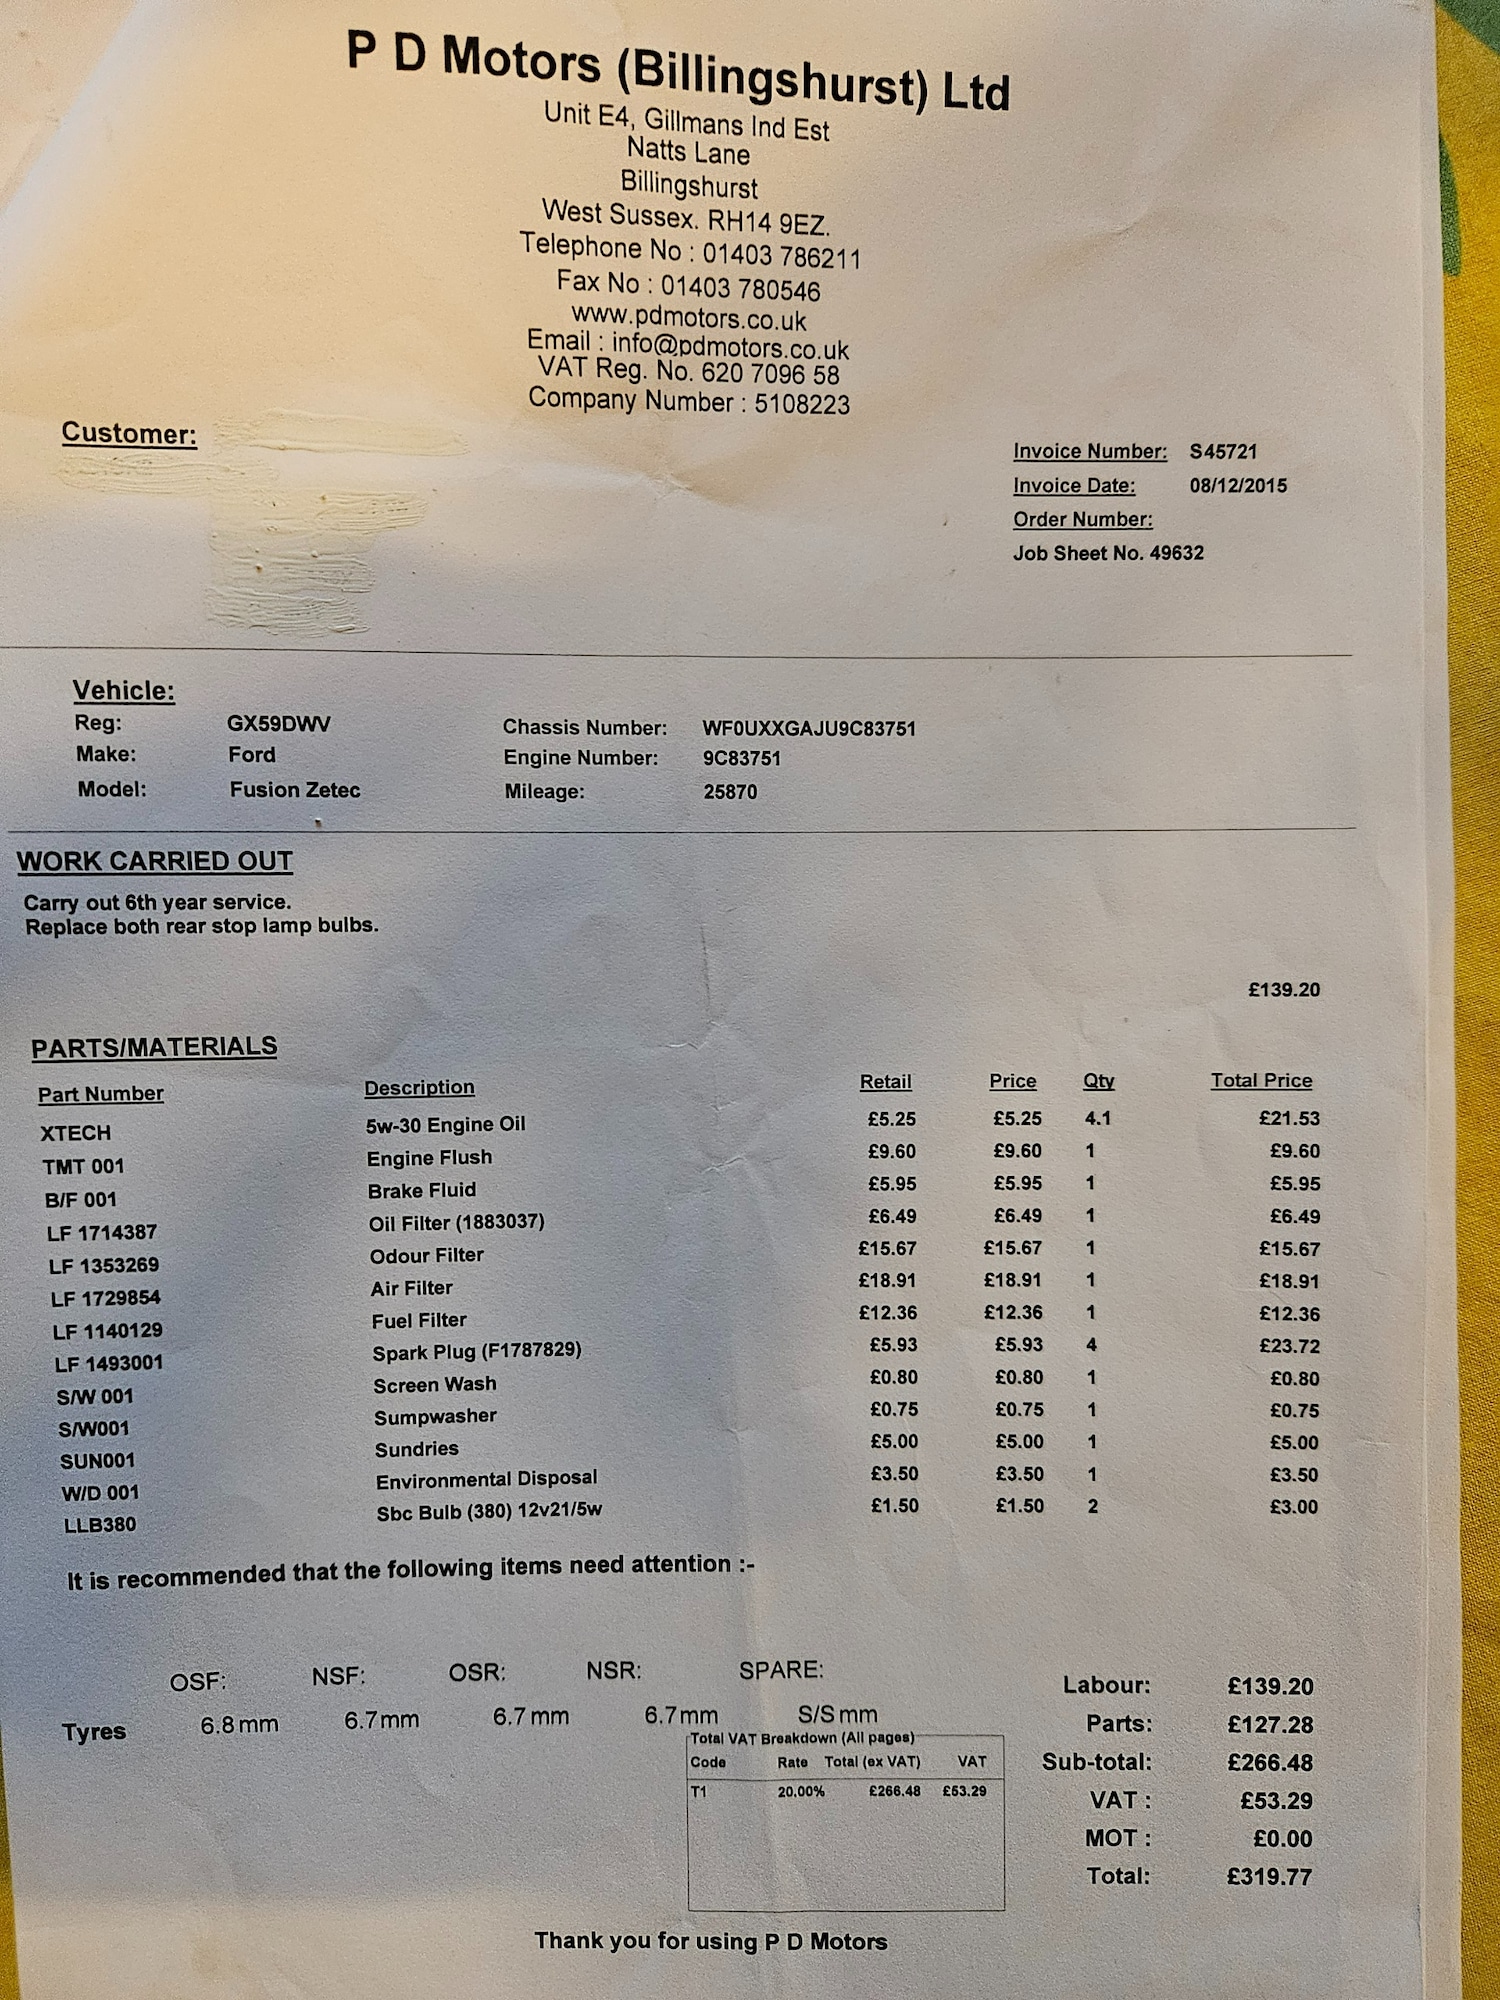 P D Motors (Billingshurst) Ltd
Unit E4, Gillmans Ind Est
Natts Lane
Billingshurst
West Sussex. RH14 9EZ.
Telephone No : 01403 786211
Fax No : 01403 780546
www.pdmotors.co.uk
Email : info@pdmotors.co.uk
VAT Reg. No. 620 7096 58
Company Number : 5108223
Customer:
Invoice Number: S45721
Invoice Date: 08/12/2015
Order Number:
Job Sheet No. 49632
Vehicle:
Reg: GX59DWV Chassis Number: WF0UXXGAJU9C83751
Make: Ford Engine Number: 9C83751
Model: Fusion Zetec Mileage: 25870
WORK CARRIED OUT
Carry out 6th year service.
Replace both rear stop lamp bulbs.
£139.20
PARTS/MATERIALS
Part Number Description Retail Price Qty Total Price
XTECH 5w-30 Engine Oil £5.25 £5.25 4.1 £21.53
TMT 001 Engine Flush £9.60 £9.60 1 £9.60
B/F 001 Brake Fluid £5.95 £5.95 1 £5.95
LF 1714387 Oil Filter (1883037) £6.49 £6.49 1 £6.49
LF 1353269 Odour Filter £15.67 £15.67 1 £15.67
LF 1729854 Air Filter £18.91 £18.91 1 £18.91
LF 1140129 Fuel Filter £12.36 £12.36 1 £12.36
LF 1493001 Spark Plug (F1787829) £5.93 £5.93 4 £23.72
S/W 001 Screen Wash £0.80 £0.80 1 £0.80
S/W001 Sumpwasher £0.75 £0.75 1 £0.75
SUN001 Sundries £5.00 £5.00 1 £5.00
W/D 001 Environmental Disposal £3.50 £3.50 1 £3.50
LLB380 Sbc Bulb (380) 12v21/5w £1.50 £1.50 2 £3.00
It is recommended that the following items need attention :-
OSF: NSF: OSR: NSR: SPARE:
Tyres 6.8mm 6.7mm 6.7mm 6.7mm S/S mm
Total VAT Breakdown (All pages)
Code Rate Total (ex VAT) VAT
T1 20.00% £266.48 £53.29
Labour: £139.20
Parts: £127.28
Sub-total: £266.48
VAT : £53.29
MOT : £0.00
Total: £319.77
Thank you for using P D Motors